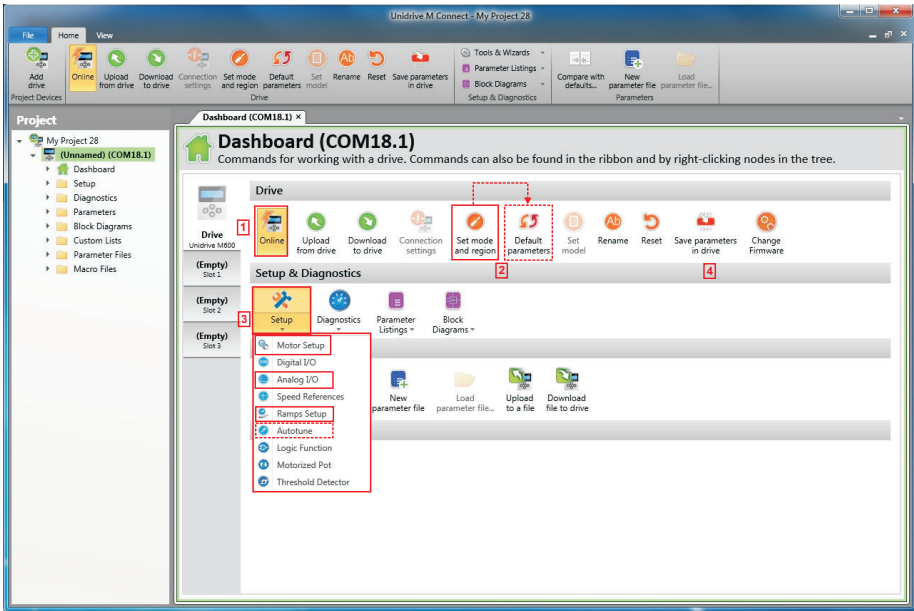 Unidrive M Connect - My Project 28
File Home View
Add drive
Online
Upload from drive
Download to drive
Connection settings
Set mode and region
Default parameters
Set model
Rename
Reset
Save parameters in drive
Tools & Wizards
Parameter Listings
Block Diagrams
Compare with defaults...
New parameter file
Load parameter file...
Project Devices
Drive
Setup & Diagnostics
Parameters
Project
My Project 28
(Unnamed) (COM18.1)
Dashboard
Setup
Diagnostics
Parameters
Block Diagrams
Custom Lists
Parameter Files
Macro Files
Dashboard (COM18.1) ×
Dashboard (COM18.1)
Commands for working with a drive. Commands can also be found in the ribbon and by right-clicking nodes in the tree.
Drive
Unidrive M600
(Empty)
Slot 1
(Empty)
Slot 2
(Empty)
Slot 3
Drive
1
Online
Upload from drive
Download to drive
Connection settings
Set mode and region
Default parameters
Set model
Rename
Reset
Save parameters in drive
Change Firmware
2
4
Setup & Diagnostics
3
Setup
Diagnostics
Parameter Listings
Block Diagrams
Motor Setup
Digital I/O
Analog I/O
Speed References
Ramps Setup
Autotune
Logic Function
Motorized Pot
Threshold Detector
New parameter file
Load parameter file...
Upload to a file
Download file to drive